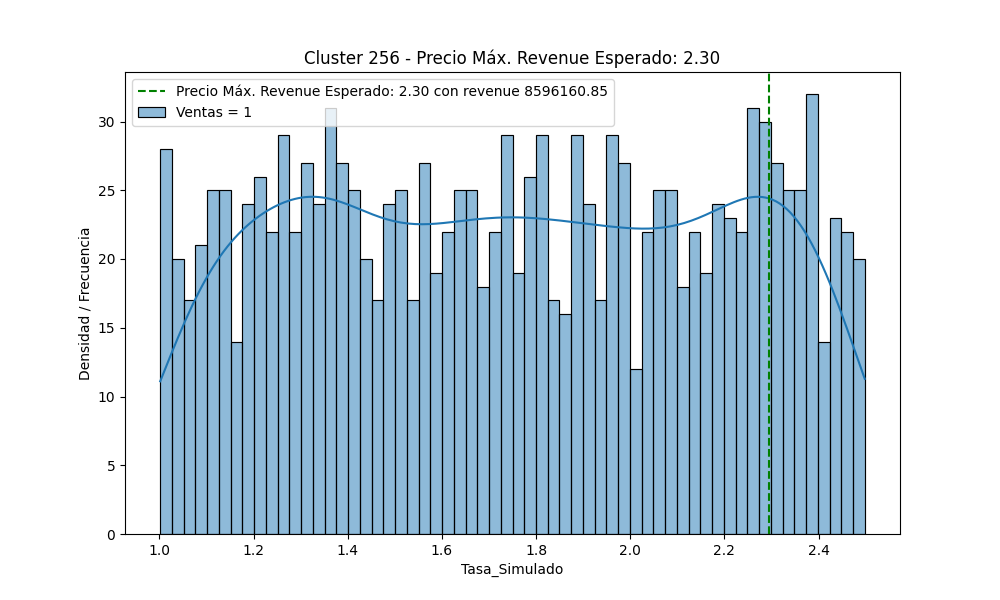 Cluster 256 - Precio Máx. Revenue Esperado: 2.30
Precio Máx. Revenue Esperado: 2.30 con revenue 8596160.85
Ventas = 1
Densidad / Frecuencia
30
25
20
15
10
5
0
1.0 1.2 1.4 1.6 1.8 2.0 2.2 2.4
Tasa_Simulado